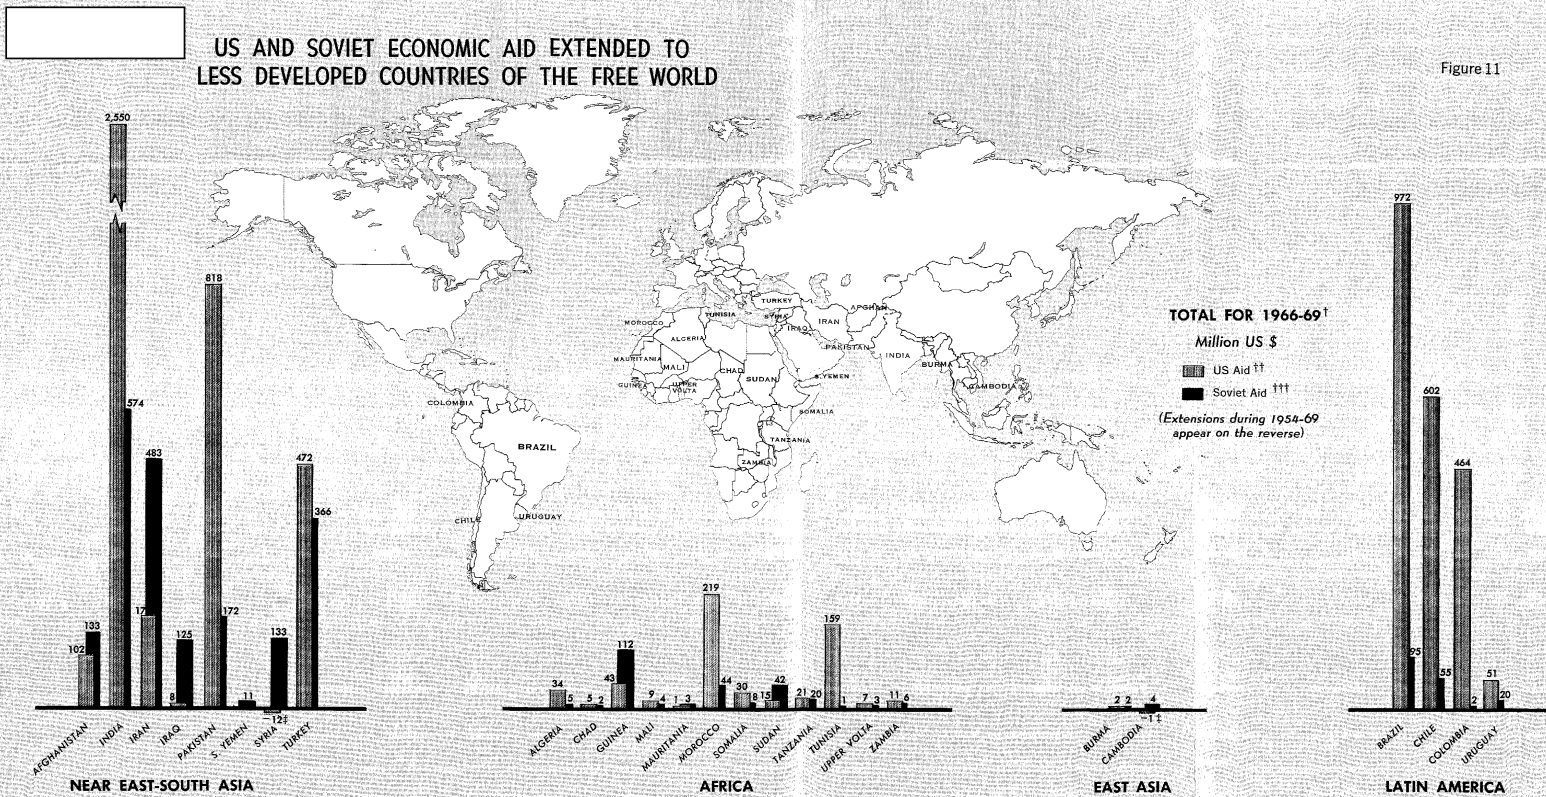 US AND SOVIET ECONOMIC AID EXTENDED TO
LESS DEVELOPED COUNTRIES OF THE FREE WORLD
Figure 11
TOTAL FOR 1966-69†
Million US $
US Aid ††
Soviet Aid †††
(Extensions during 1954-69
appear on the reverse)
TURKEY
TUNISIA
SYRIA
AFGHAN.
MOROCCO
IRAQ
IRAN
ALGERIA
PAKISTAN
INDIA
MAURITANIA
MALI
CHAD
BURMA
GUINEA
UPPER
VOLTA
SUDAN
S. YEMEN
CAMBODIA
COLOMBIA
SOMALIA
BRAZIL
TANZANIA
ZAMBIA
CHILE
URUGUAY
2,550
818
574
483
472
366
17
172
133
102
125
8
11
133
-12‡
AFGHANISTAN
INDIA
IRAN
IRAQ
PAKISTAN
S. YEMEN
SYRIA
TURKEY
NEAR EAST-SOUTH ASIA
34
5
5
2
43
112
9
4
1
3
219
44
30
8
15
42
21
20
159
1
7
3
11
6
ALGERIA
CHAD
GUINEA
MALI
MAURITANIA
MOROCCO
SOMALIA
SUDAN
TANZANIA
TUNISIA
UPPER VOLTA
ZAMBIA
AFRICA
2
2
4
-1‡
BURMA
CAMBODIA
EAST ASIA
972
95
602
55
464
2
51
20
BRAZIL
CHILE
COLOMBIA
URUGUAY
LATIN AMERICA